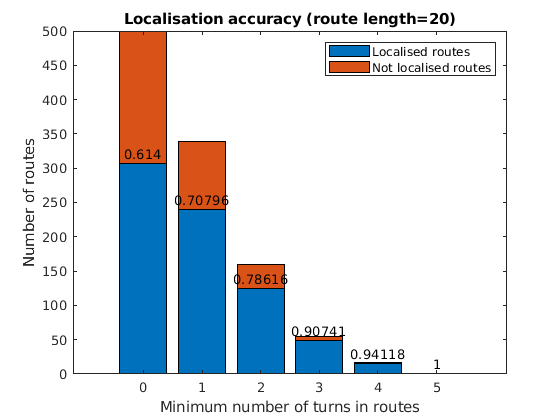 Localisation accuracy (route length=20)
Localised routes
Not localised routes
Number of routes
500
450
400
350
300
250
200
150
100
50
0
0.614
0.70796
0.78616
0.90741
0.94118
1
0 1 2 3 4 5
Minimum number of turns in routes